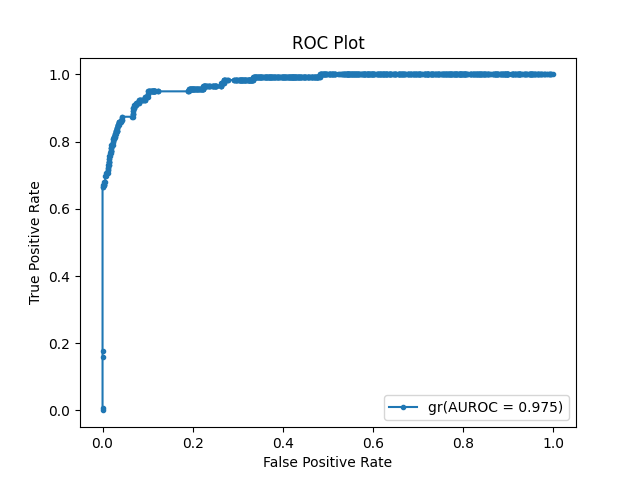 ROC Plot
1.0
0.8
0.6
0.4
0.2
0.0
True Positive Rate
gr(AUROC = 0.975)
0.0 0.2 0.4 0.6 0.8 1.0
False Positive Rate